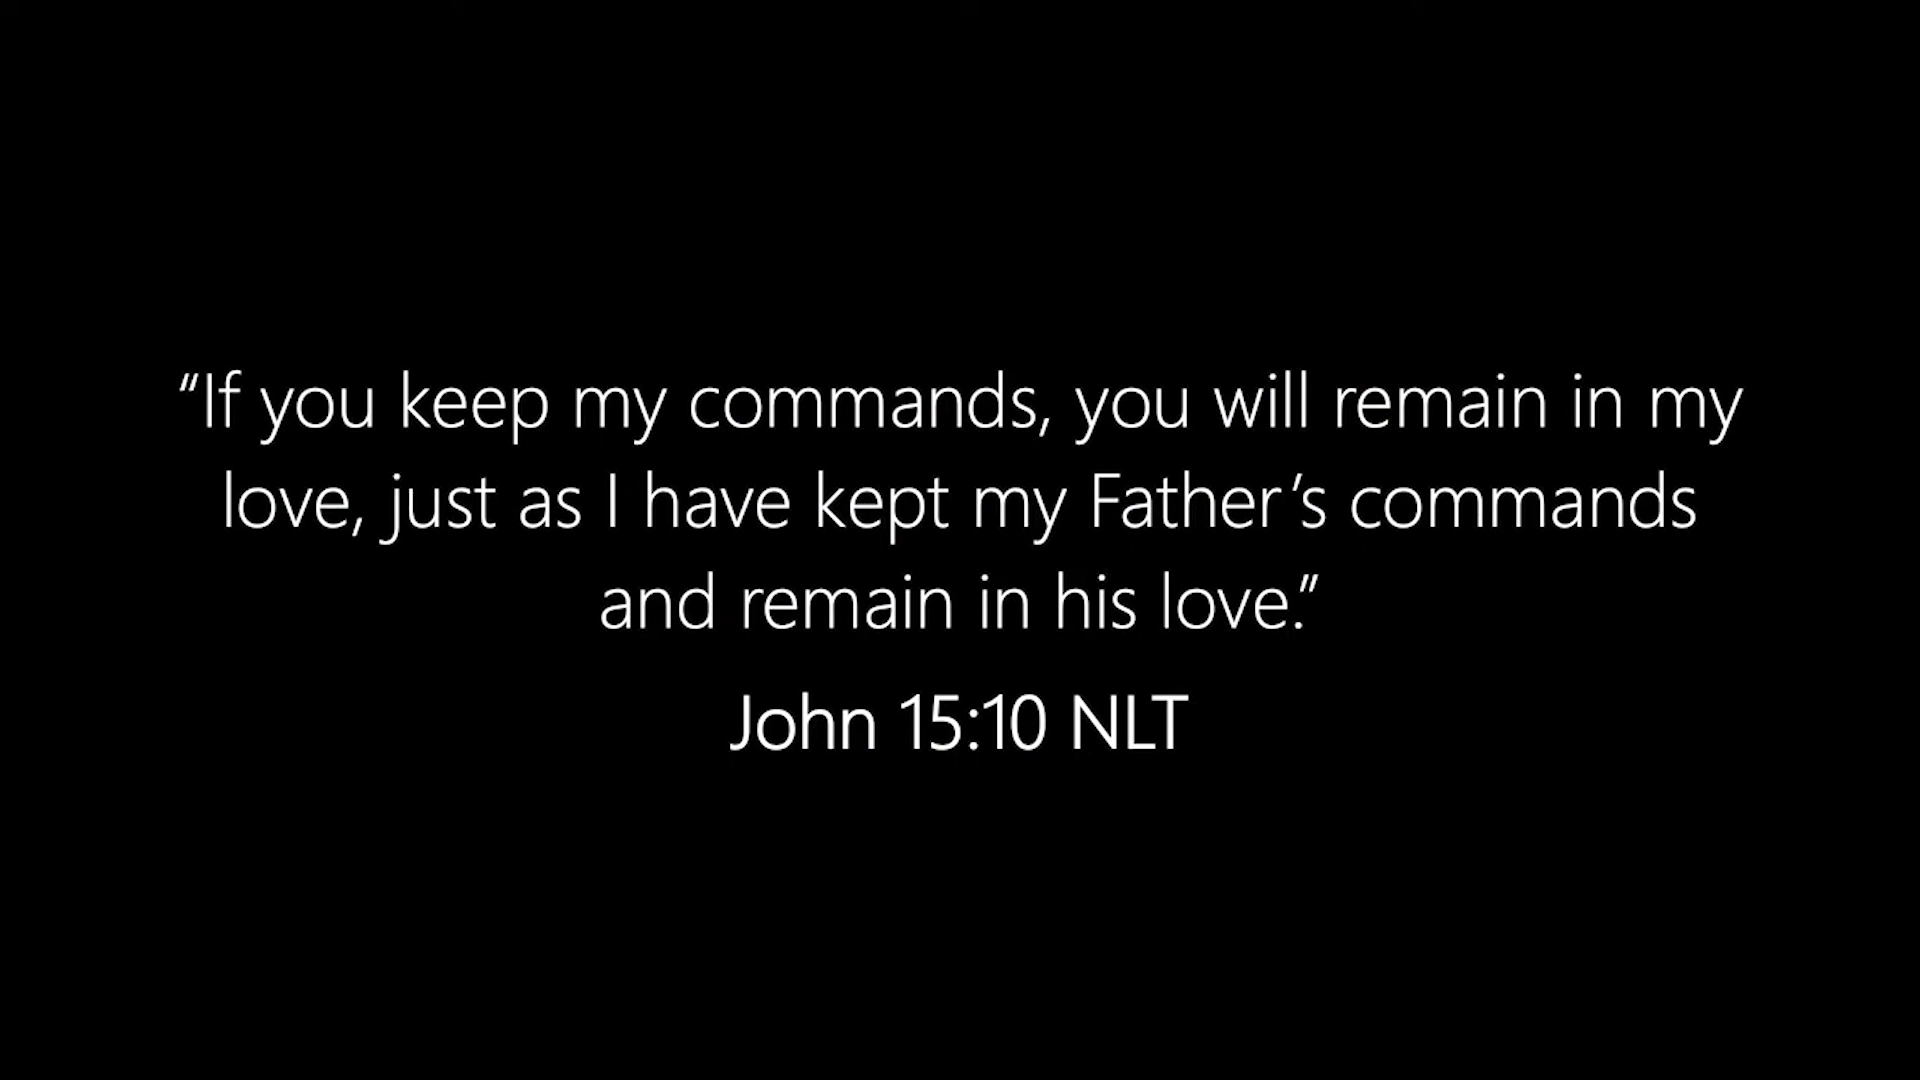 “If you keep my commands, you will remain in my
love, just as I have kept my Father’s commands
and remain in his love.”
John 15:10 NLT